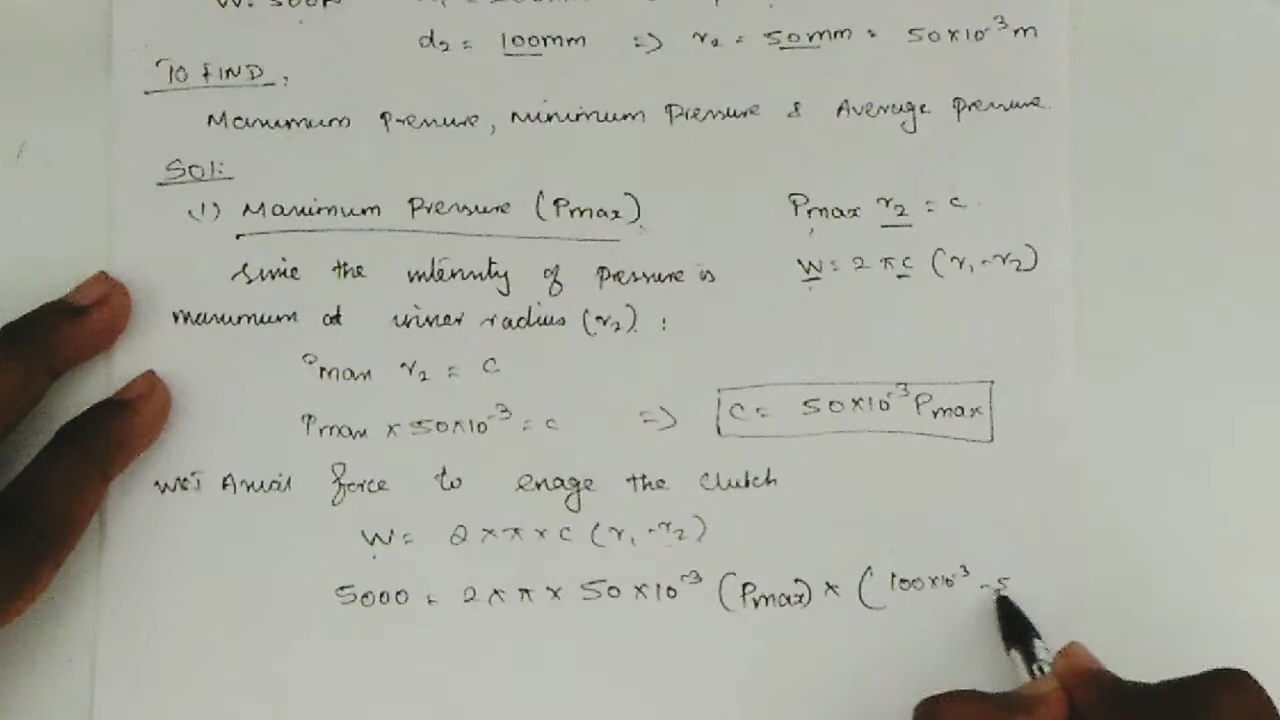 d2 = 100mm => r2 = 50mm = 50×10⁻³m
TO FIND,
Maximum Pressure, Minimum Pressure & Average Pressure.
Sol:
(1) Maximum Pressure (Pmax)
Since the intensity of Pressure is
maximum at inner radius (r2) :
Pmax r2 = C
Pmax × 50×10⁻³ = C => C = 50×10⁻³ Pmax
Pmax r2 = C.
W = 2πC (r1-r2)
WKT Axial force to enage the clutch
W = 2×π×C (r1-r2)
5000 = 2×π×50×10⁻³ (Pmax) × (100×10⁻³ - 5